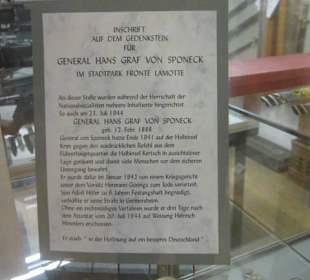 INSCHRIFT
AUF DEM GEDENKSTEIN
FÜR
GENERAL HANS GRAF VON SPONECK
IM STADTPARK FRONTE LAMOTTE
An dieser Stelle wurden während der Herrschaft der
Nationalsozialisten mehrere Inhaftierte hingerichtet.
So auch am 23. Juli 1944
GENERAL HANS GRAF VON SPONECK
geb. 12. Febr. 1888
General von Sponeck hatte Ende 1941 auf der Halbinsel
Krim gegen den ausdrücklichen Befehl aus dem
Führerhauptquartier die Halbinsel Kertsch in aussichtsloser
Lage geräumt und damit viele Menschen vor dem sicheren
Untergang bewahrt.
Er wurde dafür im Januar 1942 von einem Kriegsgericht
unter dem Vorsitz Hermann Görings zum Tode verurteilt.
Von Adolf Hitler zu 6 Jahren Festungshaft begnadigt,
verbüßte er seine Strafe in Germersheim.
Ohne ein rechtmäßiges Verfahren wurde er drei Tage nach
dem Attentat vom 20. Juli 1944 auf Weisung Heinrich
Himmlers erschossen.
Er starb " in der Hoffnung auf ein besseres Deutschland ".